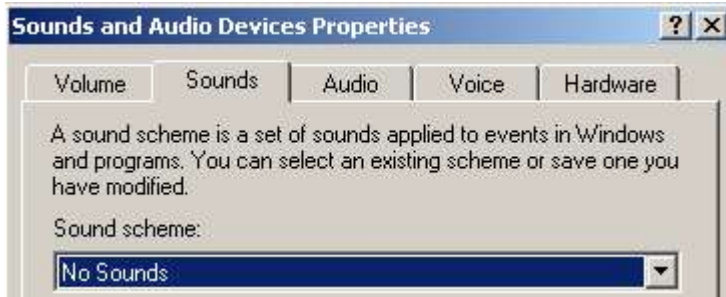 Sounds and Audio Devices Properties
Volume Sounds Audio Voice Hardware
A sound scheme is a set of sounds applied to events in Windows
and programs. You can select an existing scheme or save one you
have modified.
Sound scheme:
No Sounds